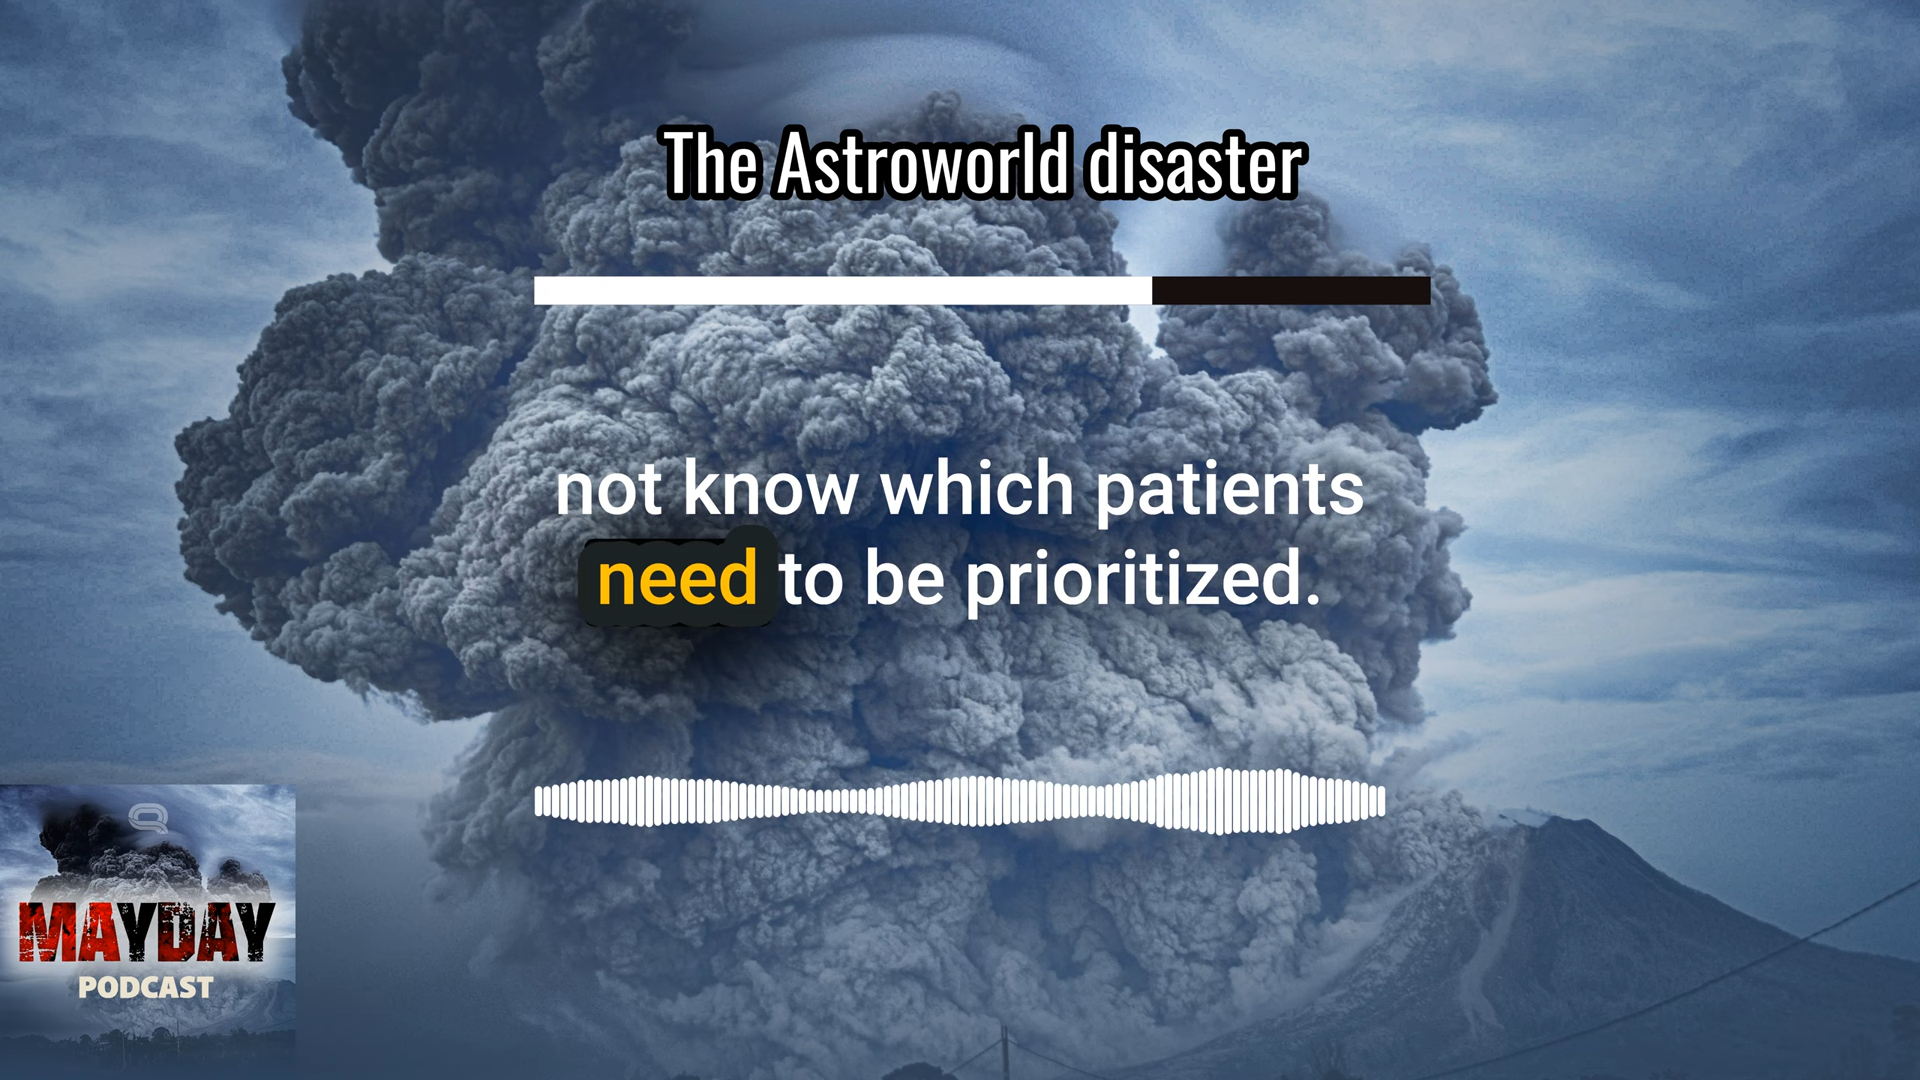 The Astroworld disaster
not know which patients
need to be prioritized.
MAYDAY
PODCAST